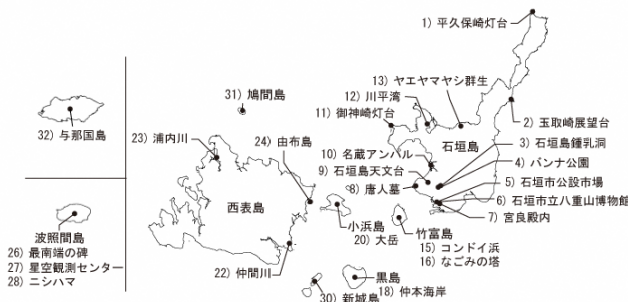 1) 平久保崎灯台
31) 鳩間島
13) ヤエヤマヤシ群生
12) 川平湾
11) 御神崎灯台
2) 玉取崎展望台
32) 与那国島
23) 浦内川
24) 由布島
石垣島
3) 石垣島鍾乳洞
10) 名蔵アンパル
4) バンナ公園
9) 石垣島天文台
5) 石垣市公設市場
8) 唐人墓
6) 石垣市立八重山博物館
西表島
7) 宮良殿内
小浜島
竹富島
波照間島
20) 大岳
15) コンドイ浜
26) 最南端の碑
16) なごみの塔
27) 星空観測センター
22) 仲間川
28) ニシハマ
黒島
18) 仲本海岸
30) 新城島